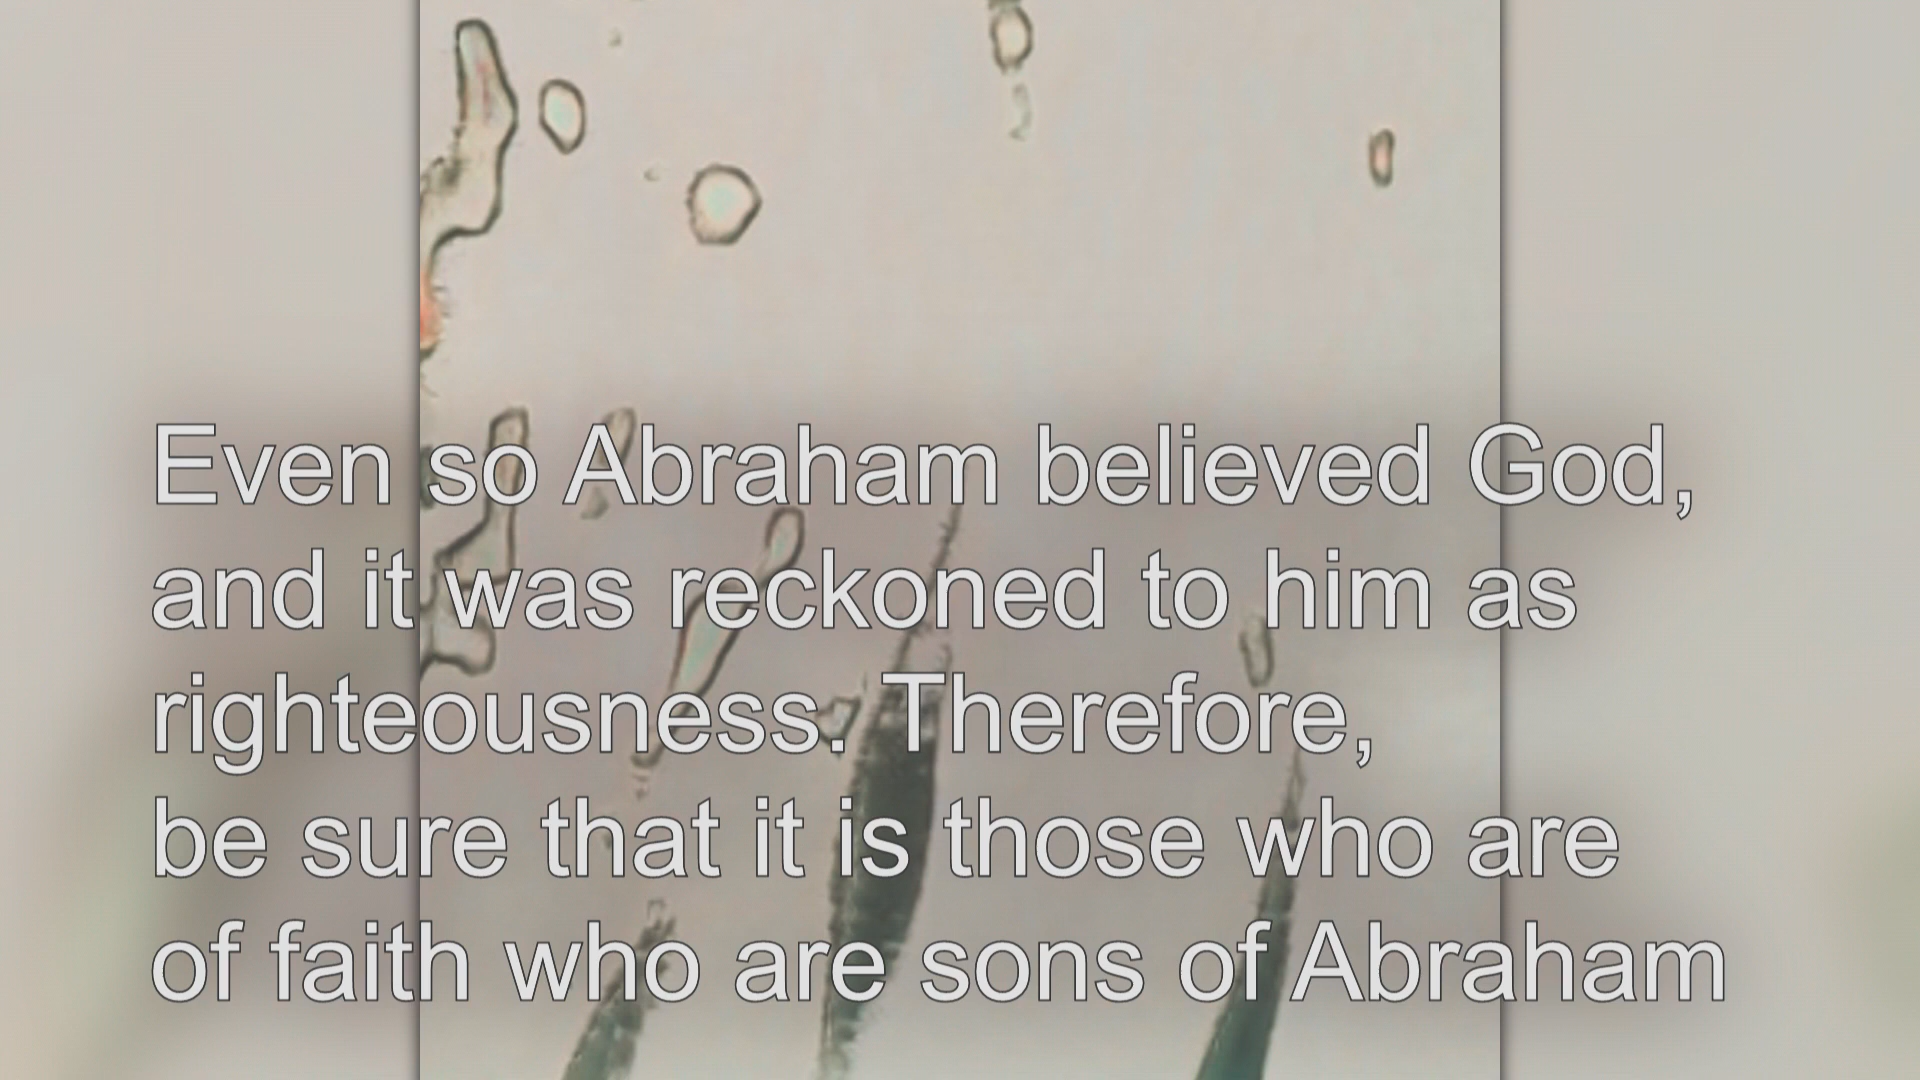 Even so Abraham believed God,
and it was reckoned to him as
righteousness. Therefore,
be sure that it is those who are
of faith who are sons of Abraham